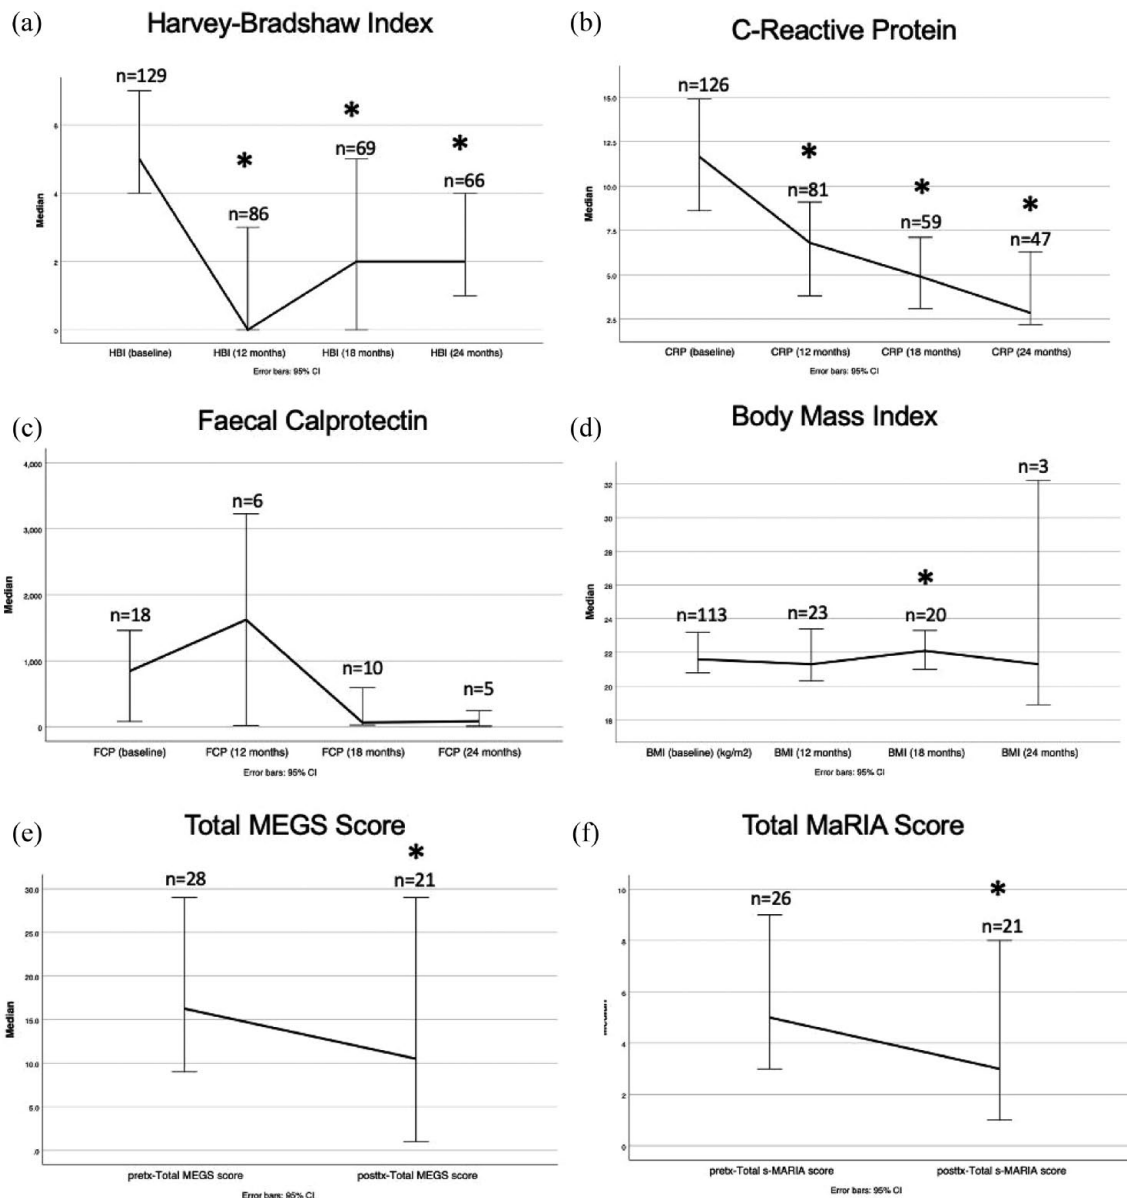 (a)
Harvey-Bradshaw Index
n=129
*
n=69
*
n=66
*
n=86
6
4
2
0
Median
HBI (baseline) HBI (12 months) HBI (18 months) HBI (24 months)
Error bars: 95% CI
(b)
C-Reactive Protein
n=126
*
n=81
*
n=59
*
n=47
15.0
12.5
10.0
7.5
5.0
2.5
Median
CRP (baseline) CRP (12 months) CRP (18 months) CRP (24 months)
Error bars: 95% CI
(c)
Faecal Calprotectin
n=18
n=6
n=10
n=5
4,000
3,000
2,000
1,000
0
Median
FCP (baseline) FCP (12 months) FCP (18 months) FCP (24 months)
Error bars: 95% CI
(d)
Body Mass Index
n=113
n=23
*
n=20
n=3
32
30
28
26
24
22
20
18
Median
BMI (baseline) (kg/m2) BMI (12 months) BMI (18 months) BMI (24 months)
Error bars: 95% CI
(e)
Total MEGS Score
n=28
*
n=21
30.0
25.0
20.0
15.0
10.0
5.0
.0
Median
pretx-Total MEGS score posttx-Total MEGS score
Error bars: 95% CI
(f)
Total MaRIA Score
n=26
*
n=21
10
8
6
4
2
0
pretx-Total s-MARIA score posttx-Total s-MARIA score
Error bars: 95% CI